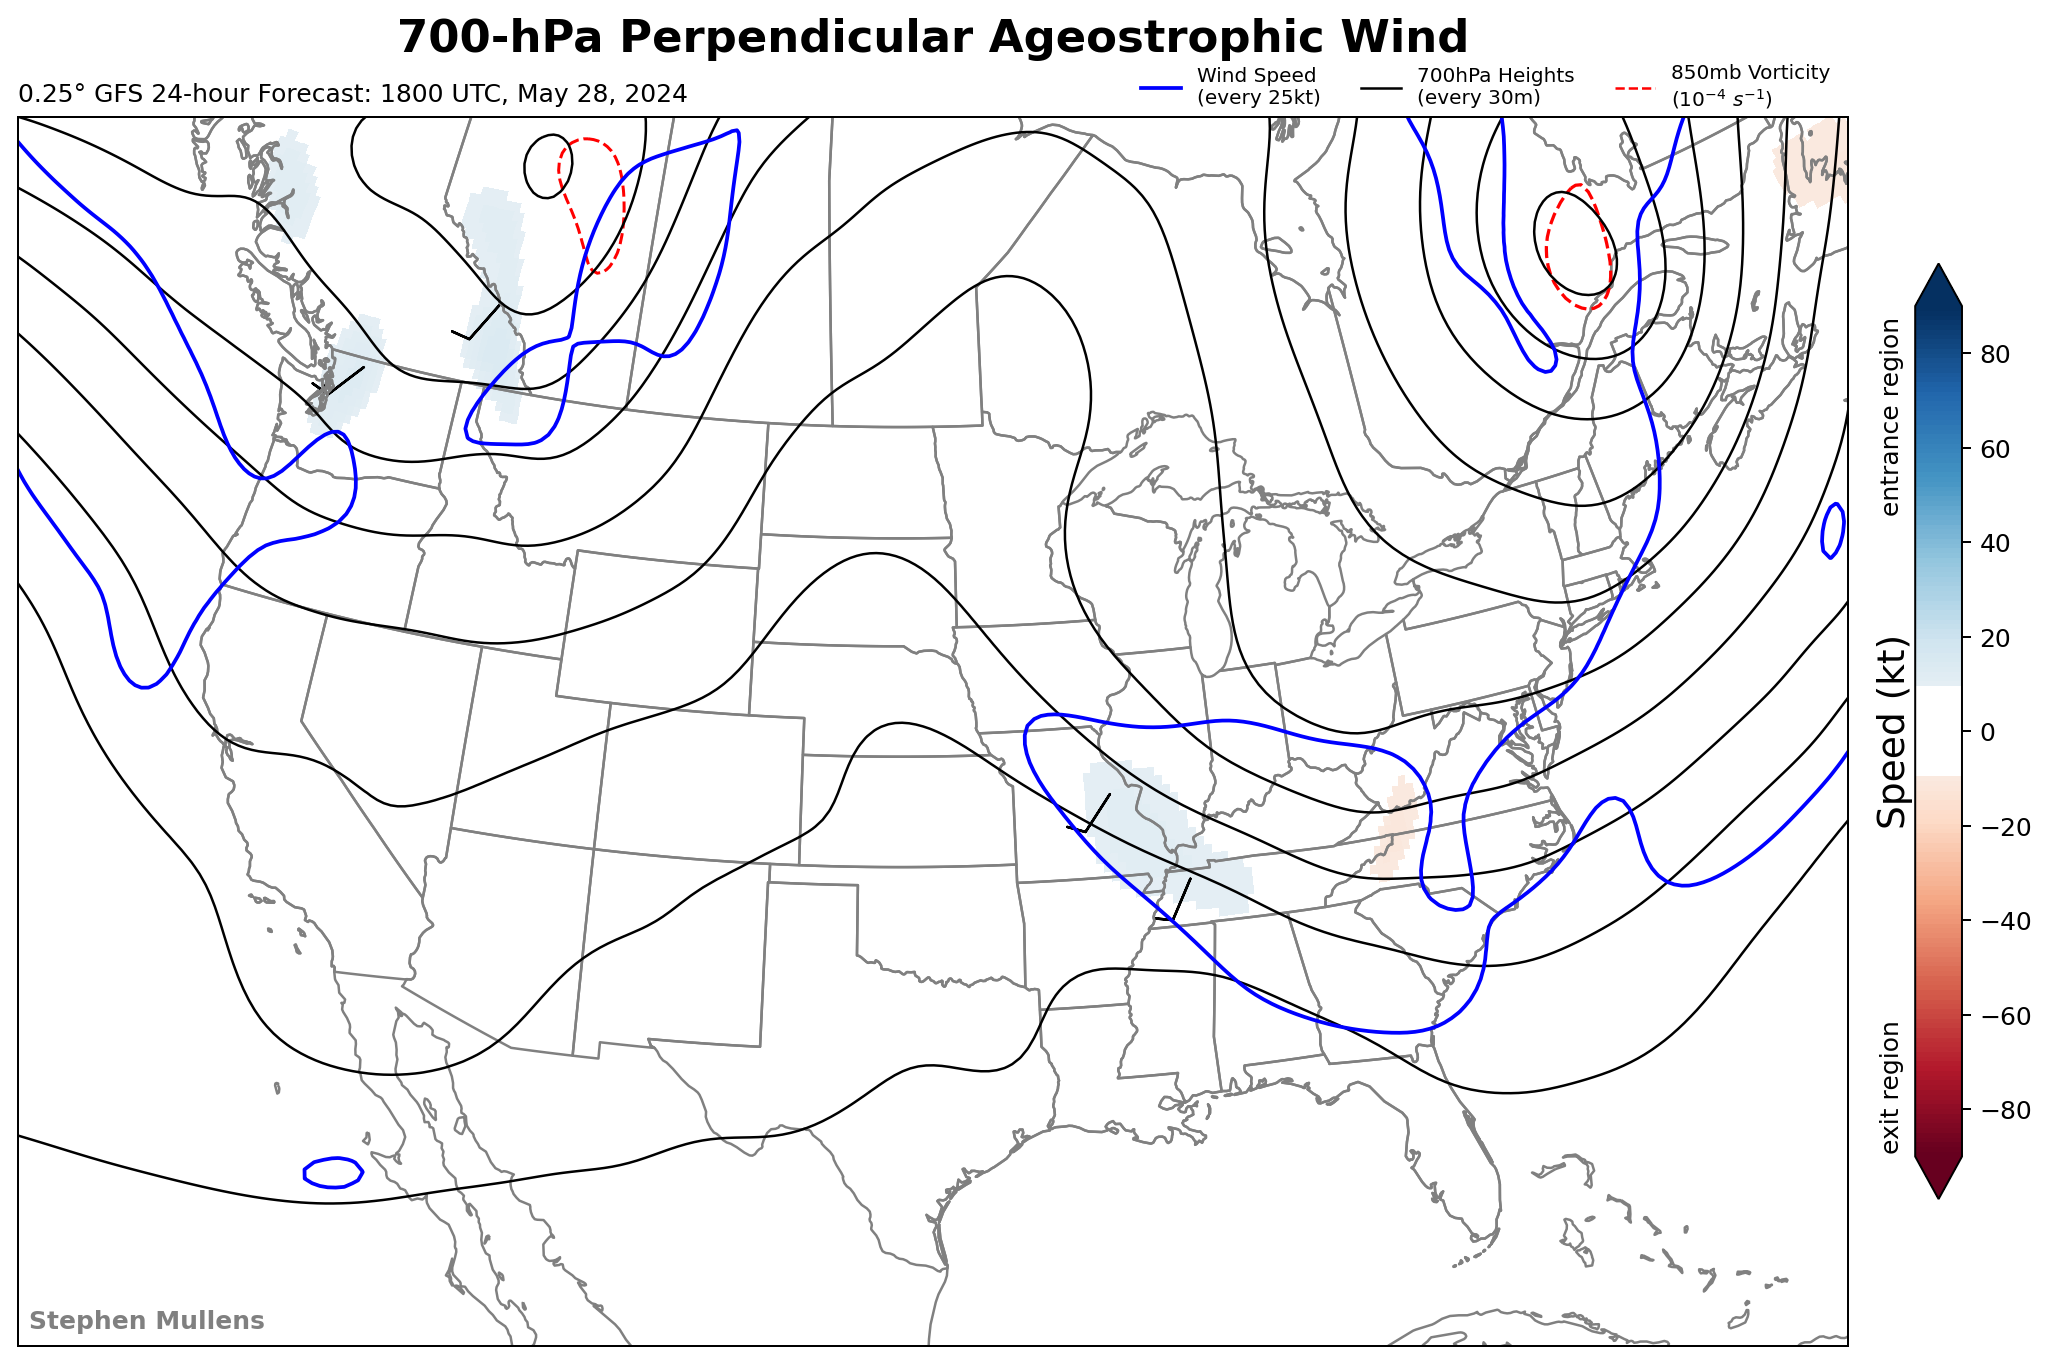 700-hPa Perpendicular Ageostrophic Wind
0.25° GFS 24-hour Forecast: 1800 UTC, May 28, 2024
Wind Speed
(every 25kt)
700hPa Heights
(every 30m)
850mb Vorticity
(10⁻⁴ s⁻¹)
entrance region
Speed (kt)
exit region
80
60
40
20
0
−20
−40
−60
−80
Stephen Mullens